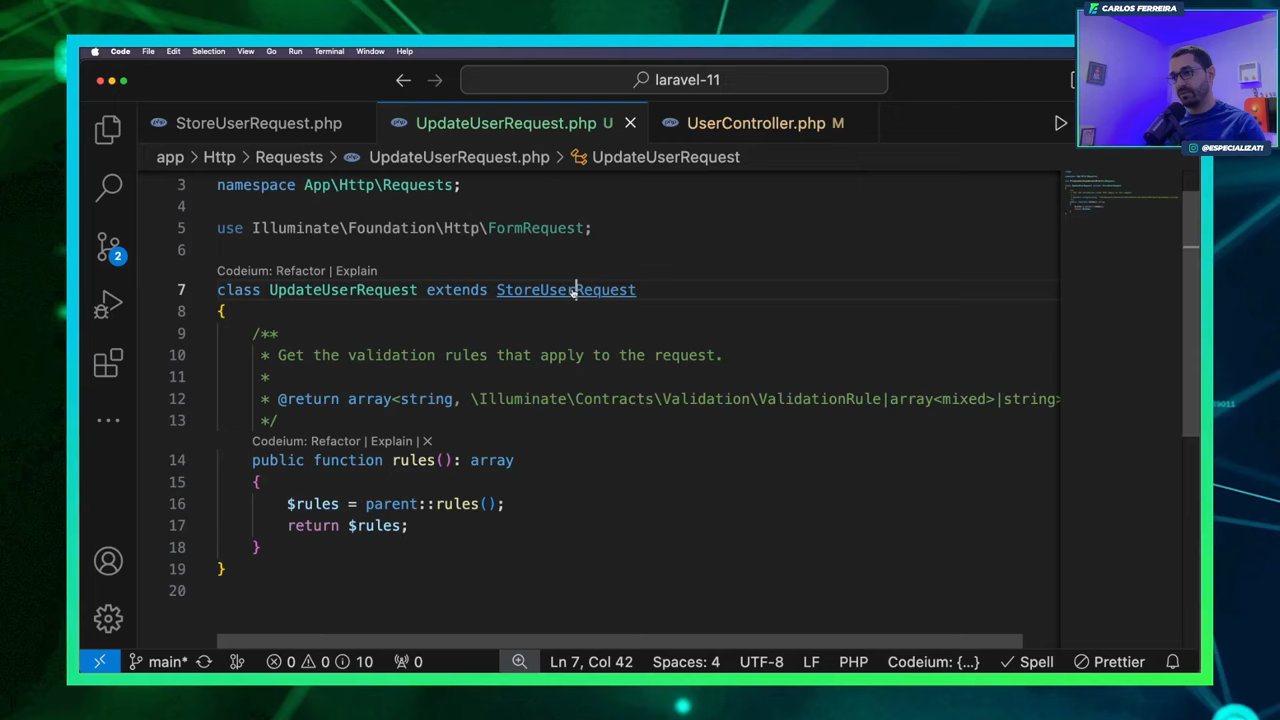 CARLOS FERREIRA
Code File Edit Selection View Go Run Terminal Window Help
laravel-11
StoreUserRequest.php UpdateUserRequest.php U UserController.php M
@ESPECIALIZATI
app > Http > Requests > UpdateUserRequest.php > UpdateUserRequest
3 namespace App\Http\Requests;
4
5 use Illuminate\Foundation\Http\FormRequest;
6
Codeium: Refactor | Explain
7 class UpdateUserRequest extends StoreUserRequest
8 {
9 /**
10 * Get the validation rules that apply to the request.
11 *
12 * @return array<string, \Illuminate\Contracts\Validation\ValidationRule|array<mixed>|string>
13 */
Codeium: Refactor | Explain | ×
14 public function rules(): array
15 {
16 $rules = parent::rules();
17 return $rules;
18 }
19 }
20
2
main* 0 0 10 0 Ln 7, Col 42 Spaces: 4 UTF-8 LF PHP Codeium: {...} Spell Prettier